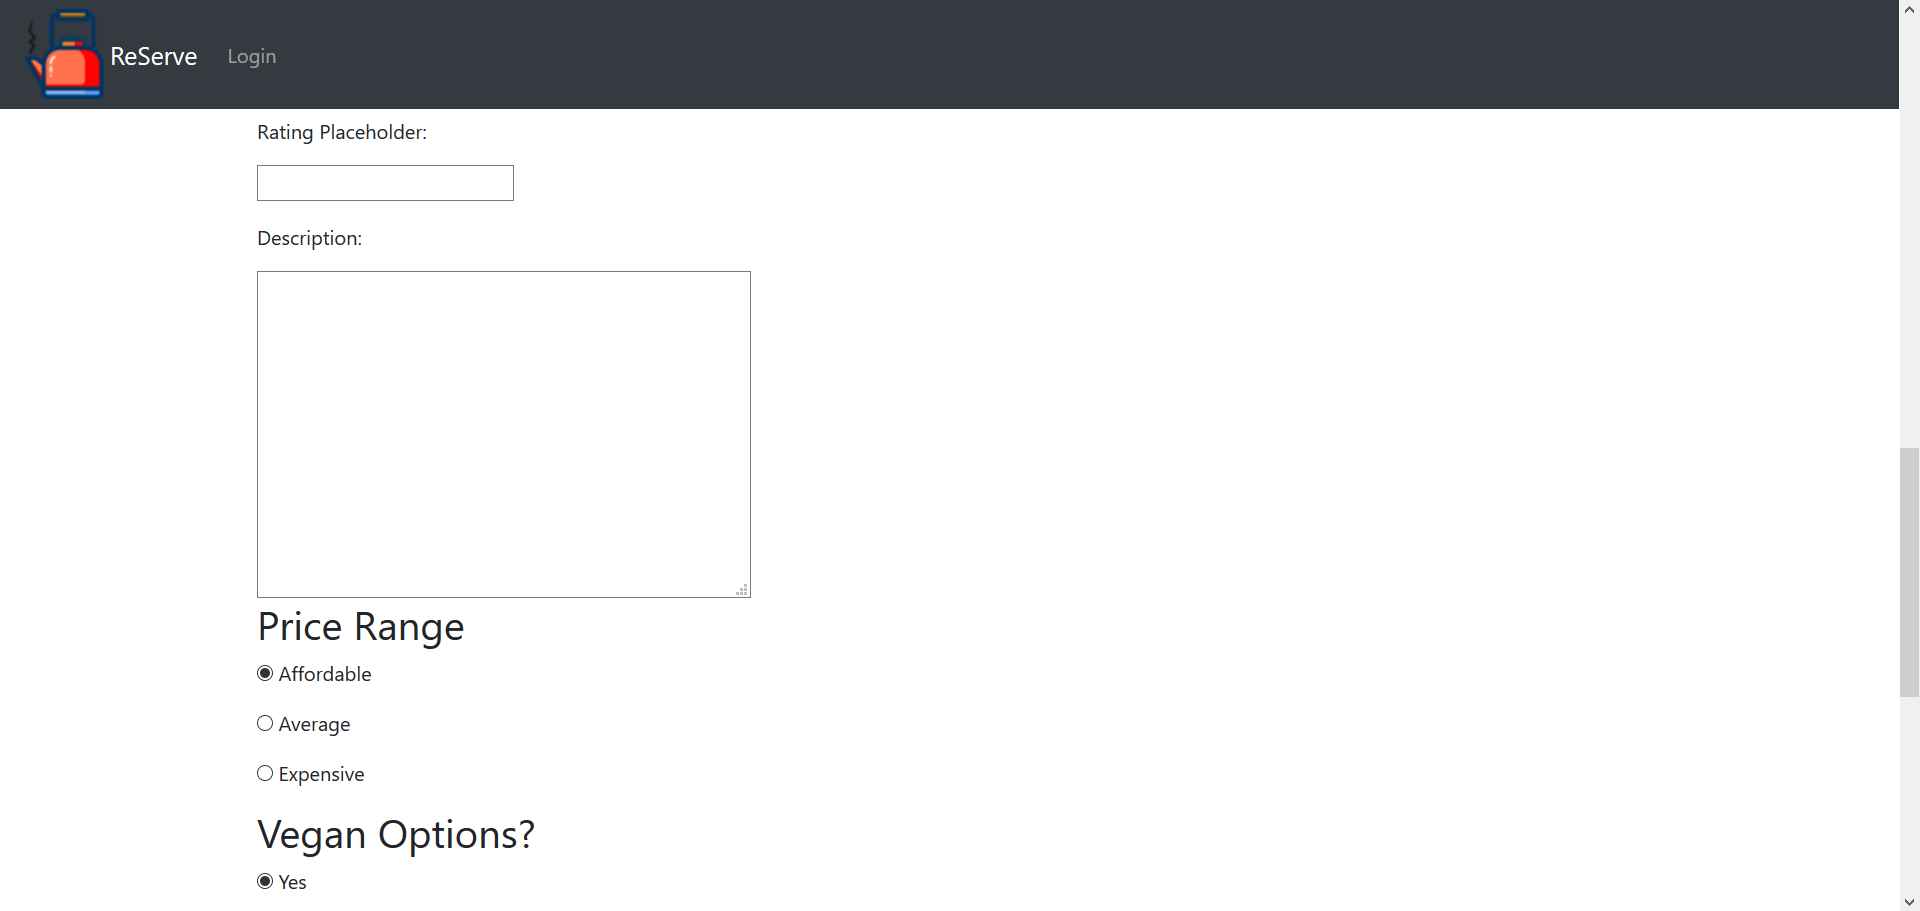 ReServe Login
Rating Placeholder:
Description:
Price Range
Affordable
Average
Expensive
Vegan Options?
Yes